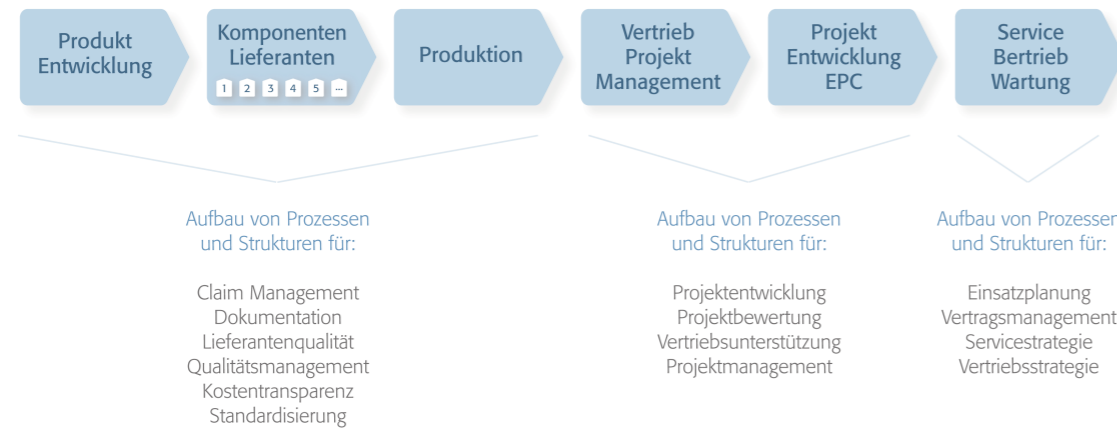 Produkt
Entwicklung
Komponenten
Lieferanten
1 2 3 4 5 ...
Produktion
Vertrieb
Projekt
Management
Projekt
Entwicklung
EPC
Service
Bertrieb
Wartung
Aufbau von Prozessen
und Strukturen für:
Claim Management
Dokumentation
Lieferantenqualität
Qualitätsmanagement
Kostentransparenz
Standardisierung
Aufbau von Prozessen
und Strukturen für:
Projektentwicklung
Projektbewertung
Vertriebsunterstützung
Projektmanagement
Aufbau von Prozessen
und Strukturen für:
Einsatzplanung
Vertragsmanagement
Servicestrategie
Vertriebsstrategie